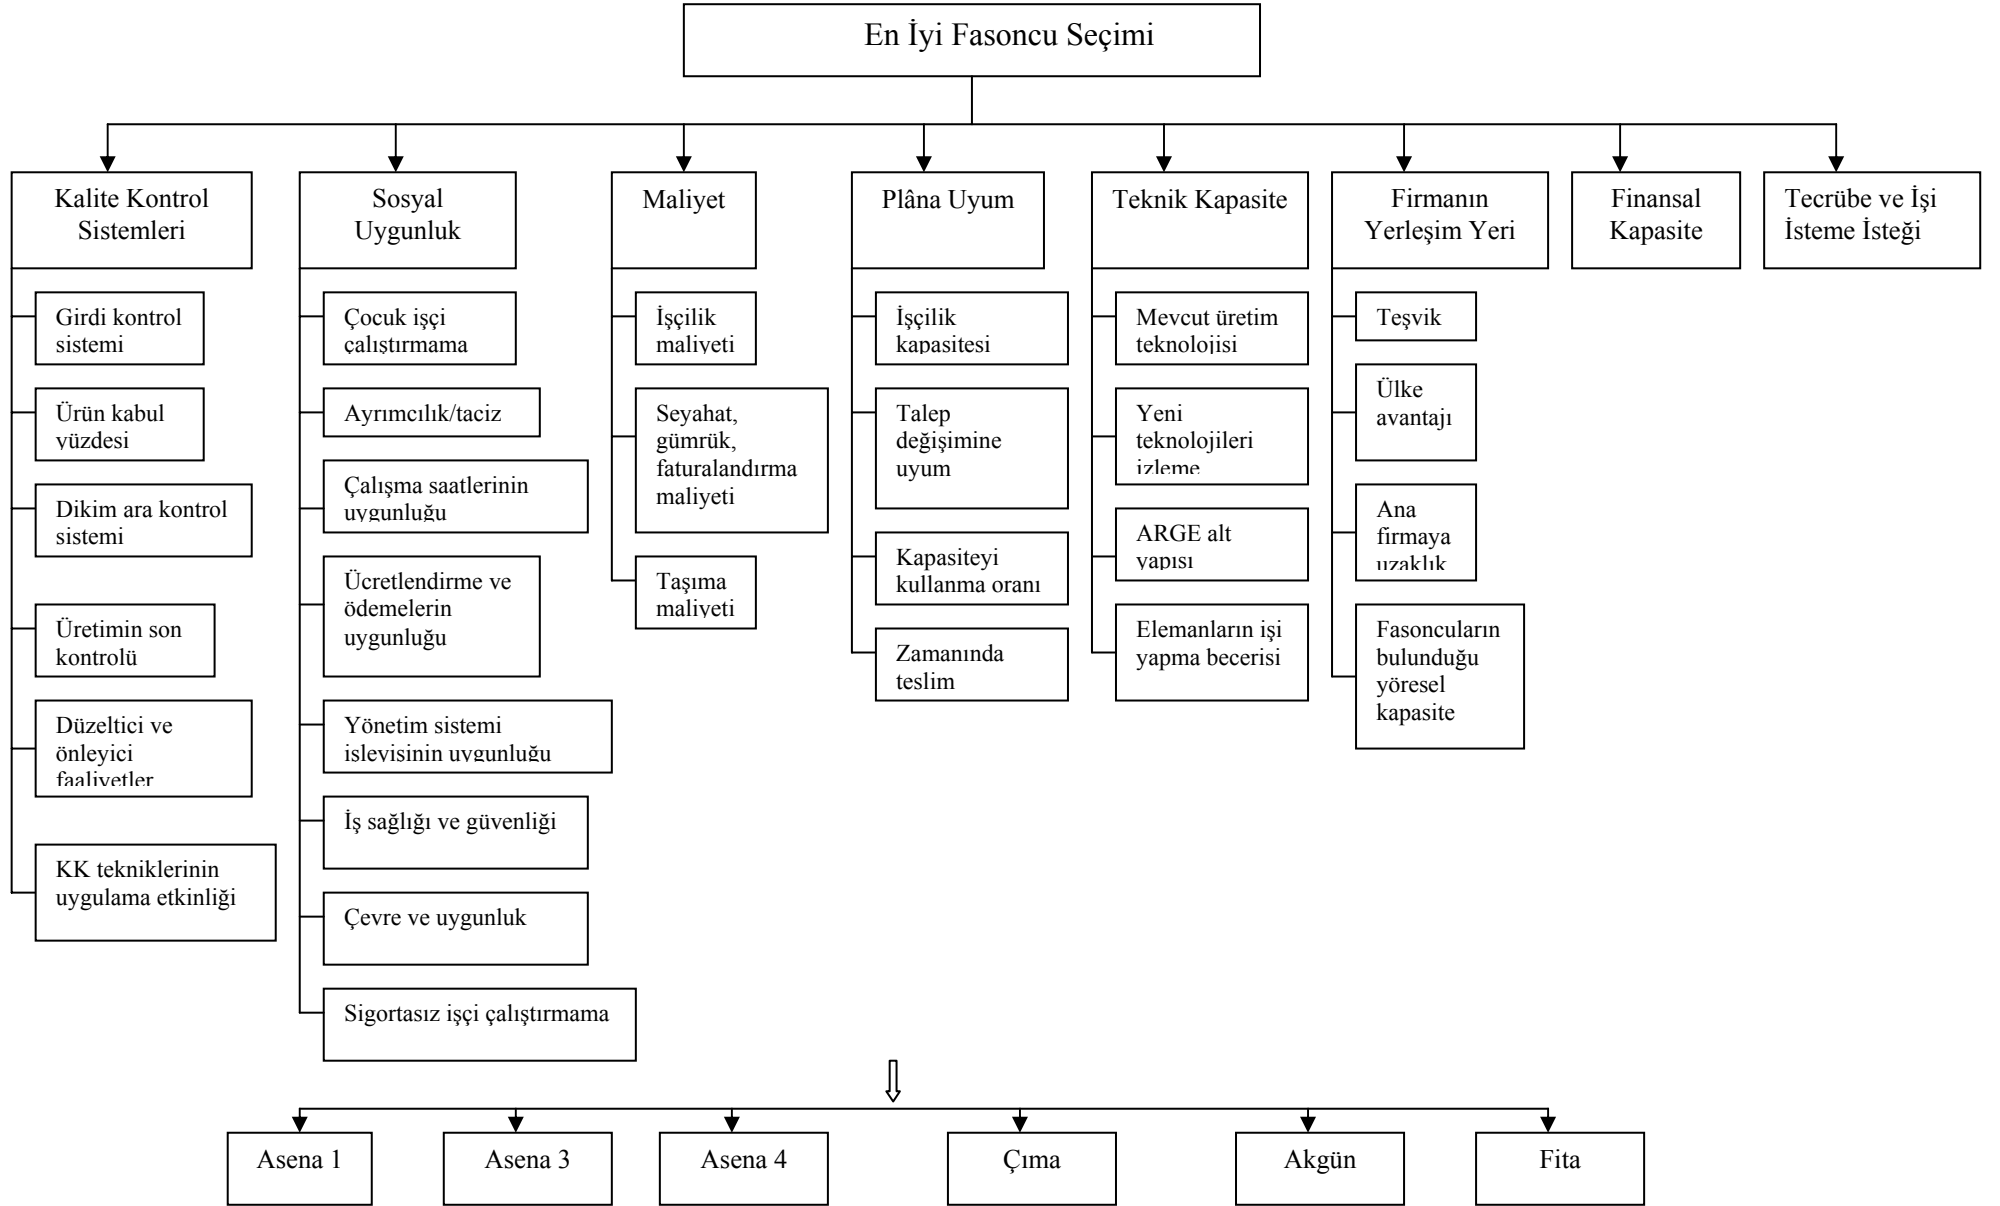 En İyi Fasoncu Seçimi
Kalite Kontrol
Sistemleri
Sosyal
Uygunluk
Maliyet
Plâna Uyum
Teknik Kapasite
Firmanın
Yerleşim Yeri
Finansal
Kapasite
Tecrübe ve İşi
İsteme İsteği
Girdi kontrol
sistemi
Ürün kabul
yüzdesi
Dikim ara kontrol
sistemi
Üretimin son
kontrolü
Düzeltici ve
önleyici
faaliyetler
KK tekniklerinin
uygulama etkinliği
Çocuk işçi
çalıştırmama
Ayrımcılık/taciz
Çalışma saatlerinin
uygunluğu
Ücretlendirme ve
ödemelerin
uygunluğu
Yönetim sistemi
işleyişinin uygunluğu
İş sağlığı ve güvenliği
Çevre ve uygunluk
Sigortasız işçi çalıştırmama
İşçilik
maliyeti
Seyahat,
gümrük,
faturalandırma
maliyeti
Taşıma
maliyeti
İşçilik
kapasitesi
Talep
değişimine
uyum
Kapasiteyi
kullanma oranı
Zamanında
teslim
Mevcut üretim
teknolojisi
Yeni
teknolojileri
izleme
ARGE alt
yapısı
Elemanların işi
yapma becerisi
Teşvik
Ülke
avantajı
Ana
firmaya
uzaklık
Fasoncuların
bulunduğu
yöresel
kapasite
Asena 1
Asena 3
Asena 4
Çıma
Akgün
Fita